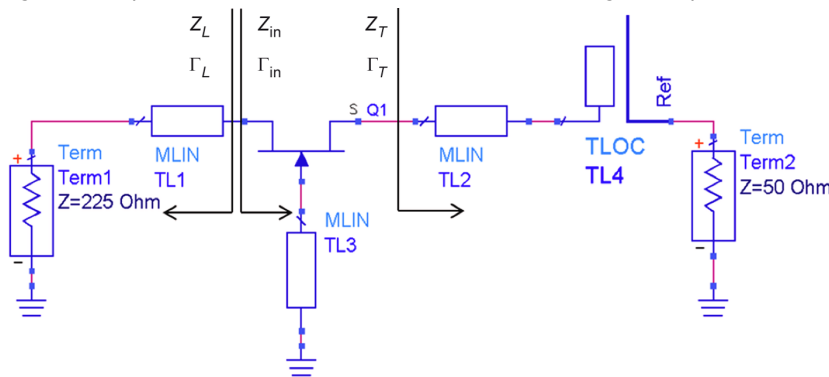 Z_L Z_in Z_T
Γ_L Γ_in Γ_T
S Q1
Ref
+ Term
Term1
Z=225 Ohm
−
MLIN
TL1
MLIN
TL3
MLIN
TL2
TLOC
TL4
+ Term
Term2
Z=50 Ohm
−